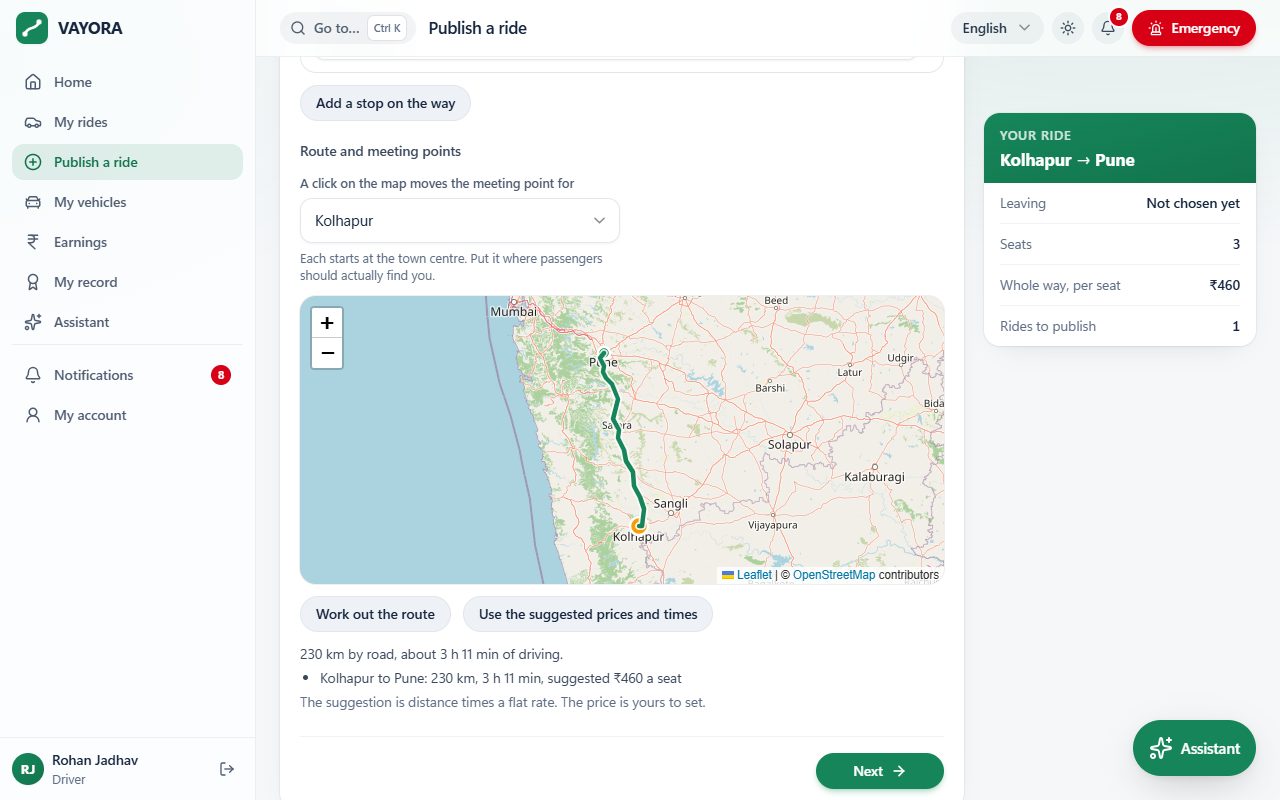 VAYORA
Go to...
Ctrl K
Publish a ride
English
8
Emergency
Home
My rides
Publish a ride
My vehicles
Earnings
My record
Assistant
Notifications
8
My account
Rohan Jadhav
Driver
RJ
Add a stop on the way
Route and meeting points
A click on the map moves the meeting point for
Kolhapur
Each starts at the town centre. Put it where passengers
should actually find you.
+
−
Mumbai
Beed
Pune
Udgir
Latur
Barshi
Bida
Satara
Solapur
Kalaburagi
Sangli
Vijayapura
Kolhapur
Leaflet | © OpenStreetMap contributors
Work out the route
Use the suggested prices and times
230 km by road, about 3 h 11 min of driving.
• Kolhapur to Pune: 230 km, 3 h 11 min, suggested ₹460 a seat
The suggestion is distance times a flat rate. The price is yours to set.
Next →
YOUR RIDE
Kolhapur → Pune
Leaving Not chosen yet
Seats 3
Whole way, per seat ₹460
Rides to publish 1
Assistant